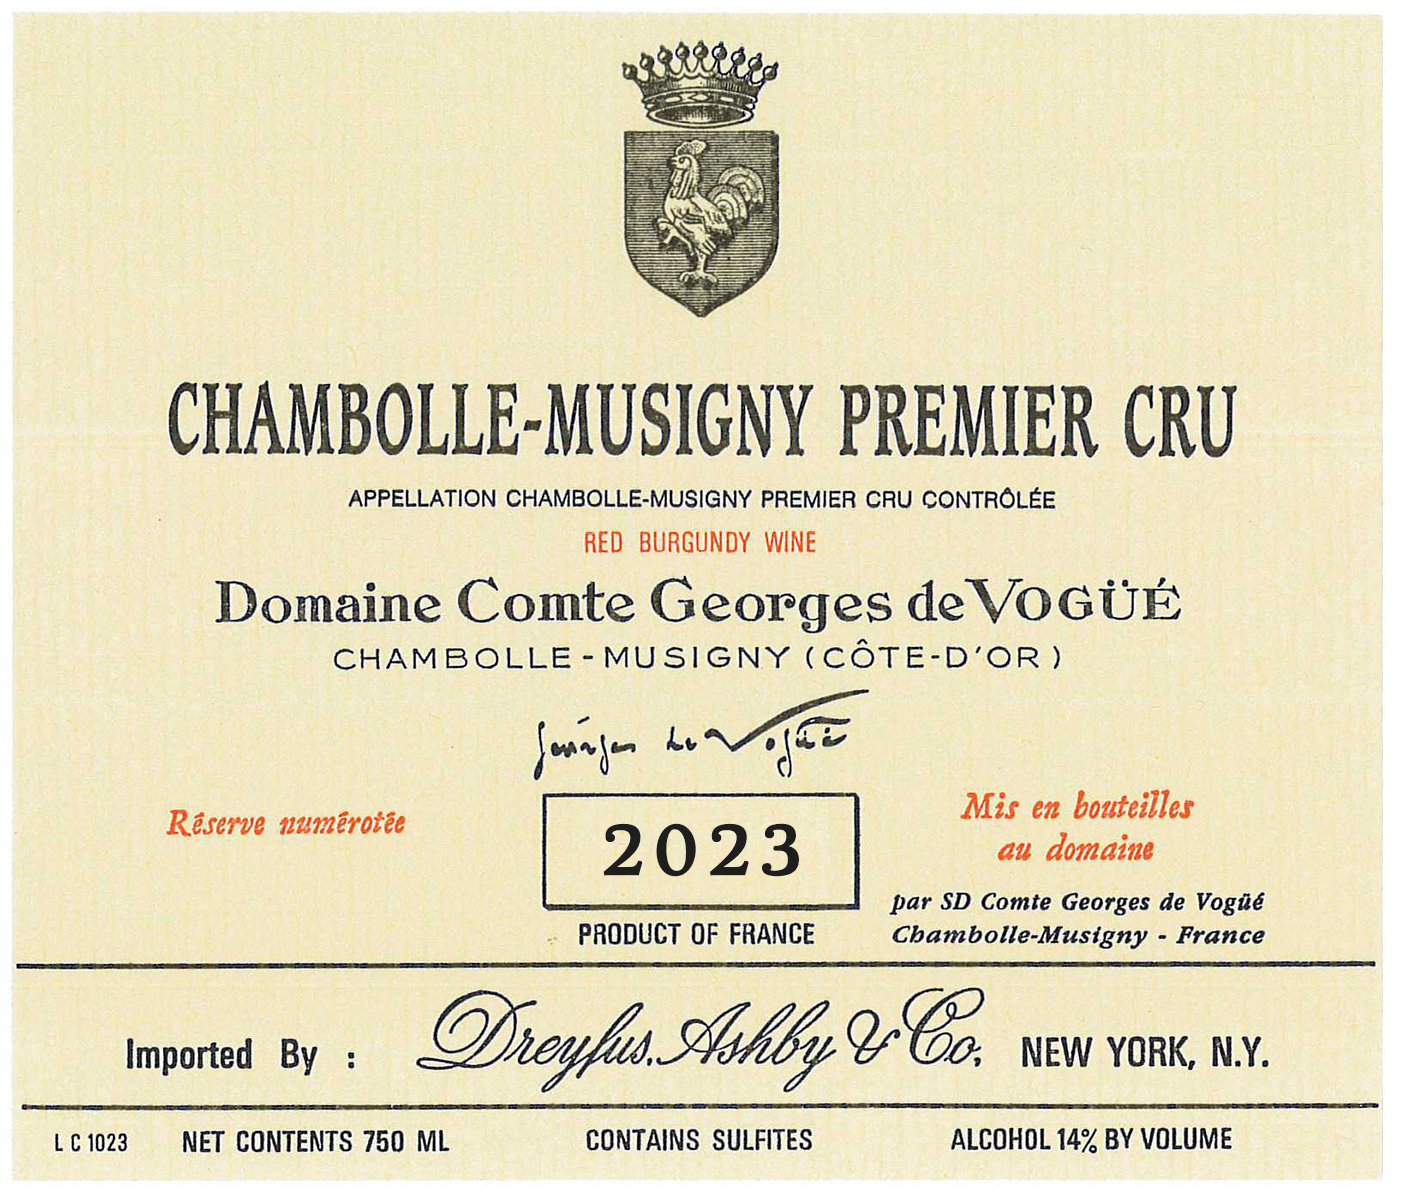 CHAMBOLLE-MUSIGNY PREMIER CRU
APPELLATION CHAMBOLLE-MUSIGNY PREMIER CRU CONTRÔLÉE
RED BURGUNDY WINE
Domaine Comte Georges de VOGÜÉ
CHAMBOLLE-MUSIGNY (CÔTE-D'OR)
Georges de Vogüé
Réserve numérotée
2023
PRODUCT OF FRANCE
Mis en bouteilles
au domaine
par SD Comte Georges de Vogüé
Chambolle-Musigny - France
Imported By : Dreyfus, Ashby & Co. NEW YORK, N.Y.
L C 1023 NET CONTENTS 750 ML CONTAINS SULFITES ALCOHOL 14% BY VOLUME